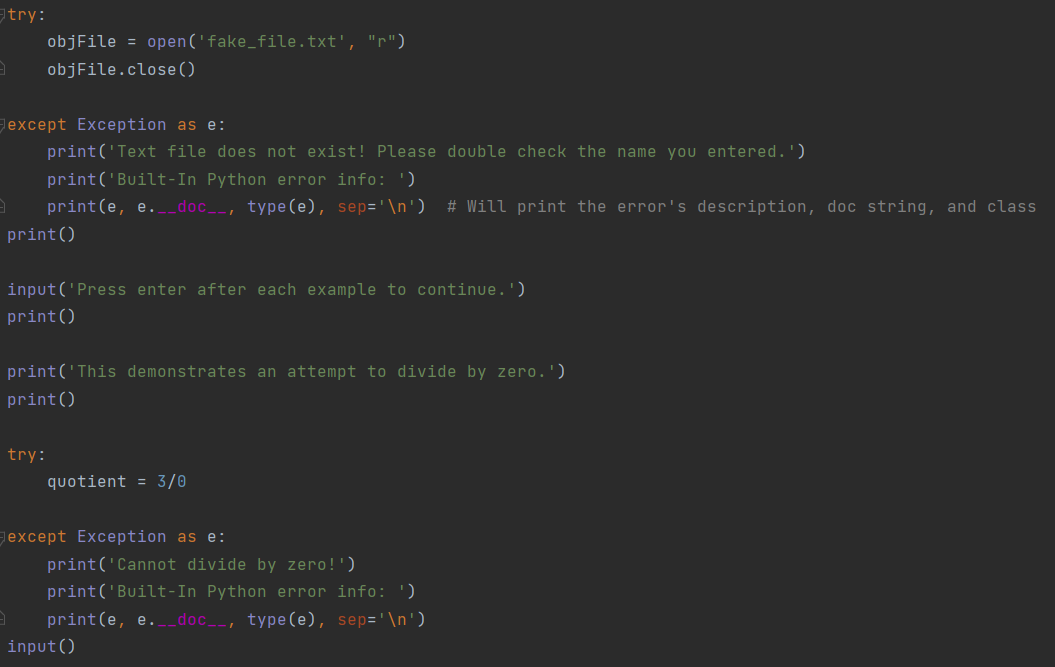 try:
    objFile = open('fake_file.txt', "r")
    objFile.close()

except Exception as e:
    print('Text file does not exist! Please double check the name you entered.')
    print('Built-In Python error info: ')
    print(e, e.__doc__, type(e), sep='\n')  # Will print the error's description, doc string, and class
print()

input('Press enter after each example to continue.')
print()

print('This demonstrates an attempt to divide by zero.')
print()

try:
    quotient = 3/0

except Exception as e:
    print('Cannot divide by zero!')
    print('Built-In Python error info: ')
    print(e, e.__doc__, type(e), sep='\n')
input()